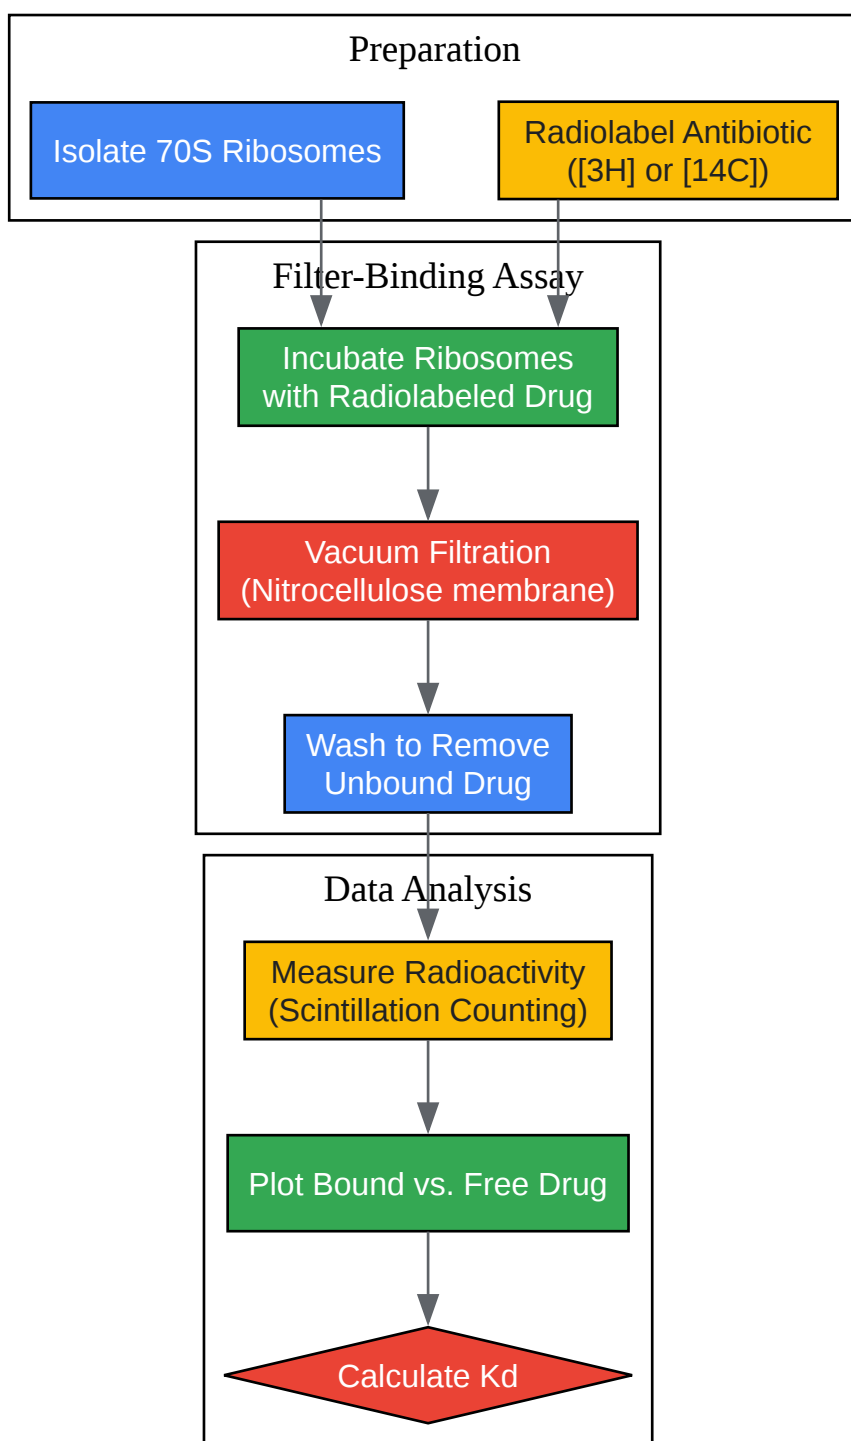 Preparation
Isolate 70S Ribosomes
Radiolabel Antibiotic
([3H] or [14C])
Filter-Binding Assay
Incubate Ribosomes
with Radiolabeled Drug
Vacuum Filtration
(Nitrocellulose membrane)
Wash to Remove
Unbound Drug
Data Analysis
Measure Radioactivity
(Scintillation Counting)
Plot Bound vs. Free Drug
Calculate Kd